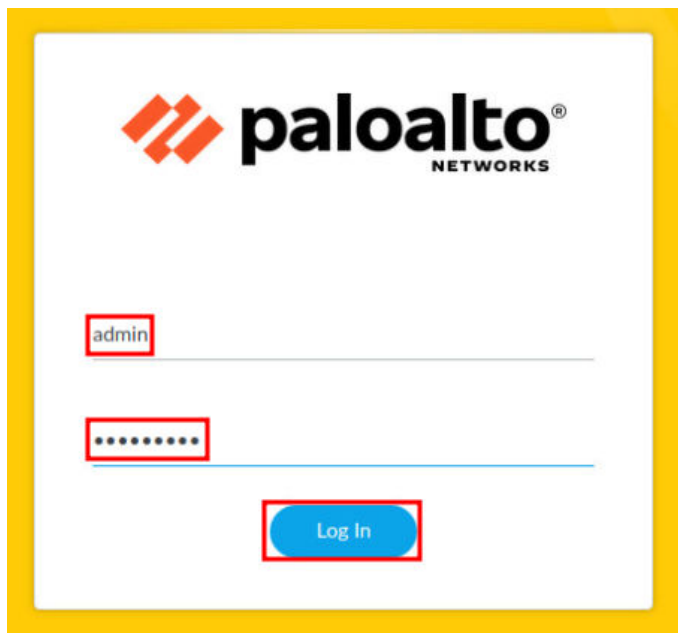 paloalto®
NETWORKS
admin
•••••••••
Log In